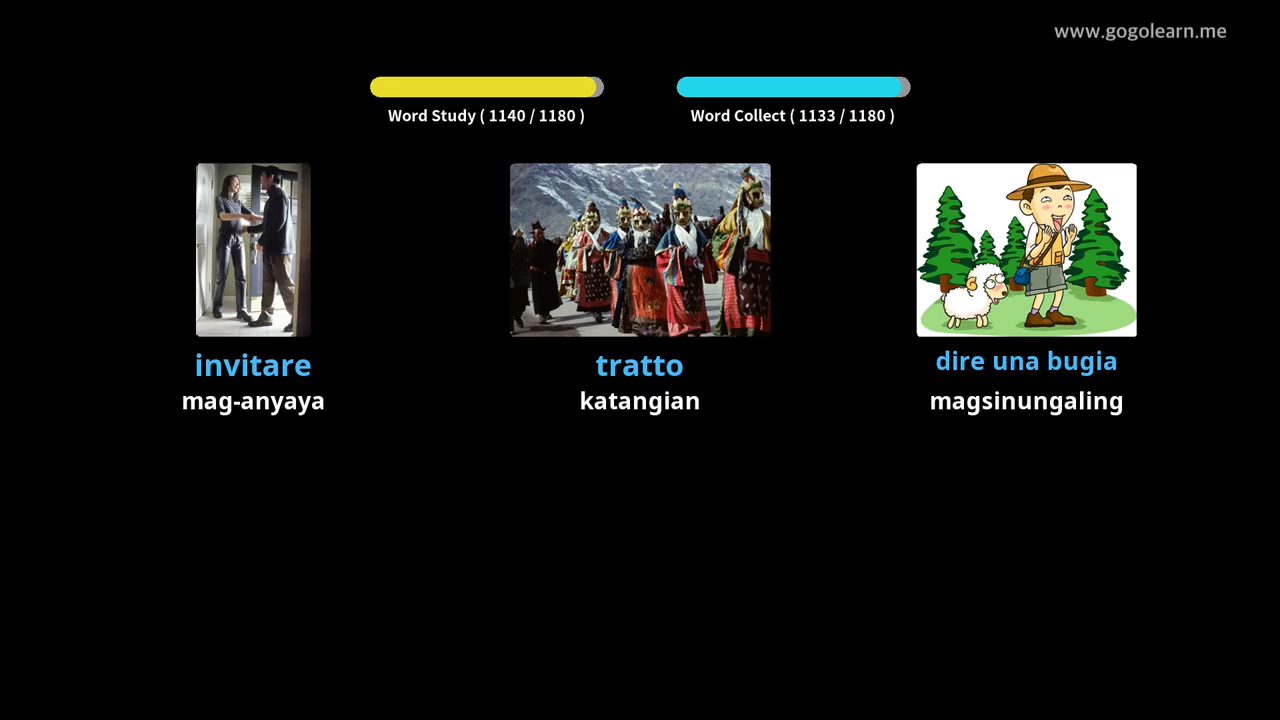 www.gogolearn.me
Word Study ( 1140 / 1180 )
Word Collect ( 1133 / 1180 )
invitare
mag-anyaya
tratto
katangian
dire una bugia
magsinungaling